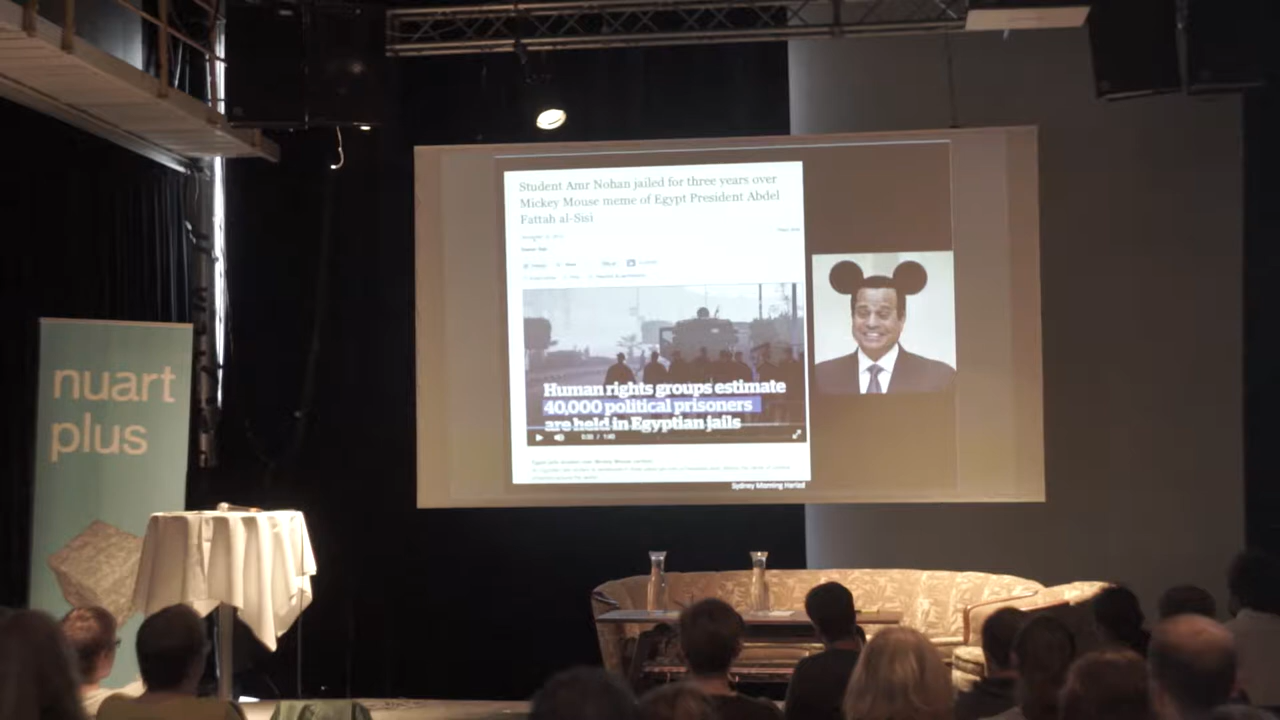 nuart
plus
Student Amr Nohan jailed for three years over
Mickey Mouse meme of Egypt President Abdel
Fattah al-Sisi
Human rights groups estimate
40,000 political prisoners
are held in Egyptian jails
Sydney Morning Harled